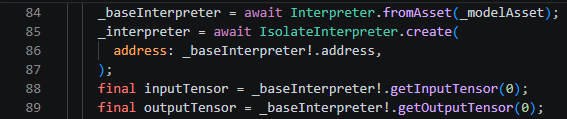 84 _baseInterpreter = await Interpreter.fromAsset(_modelAsset);
85 _interpreter = await IsolateInterpreter.create(
86 address: _baseInterpreter!.address,
87 );
88 final inputTensor = _baseInterpreter!.getInputTensor(0);
89 final outputTensor = _baseInterpreter!.getOutputTensor(0);